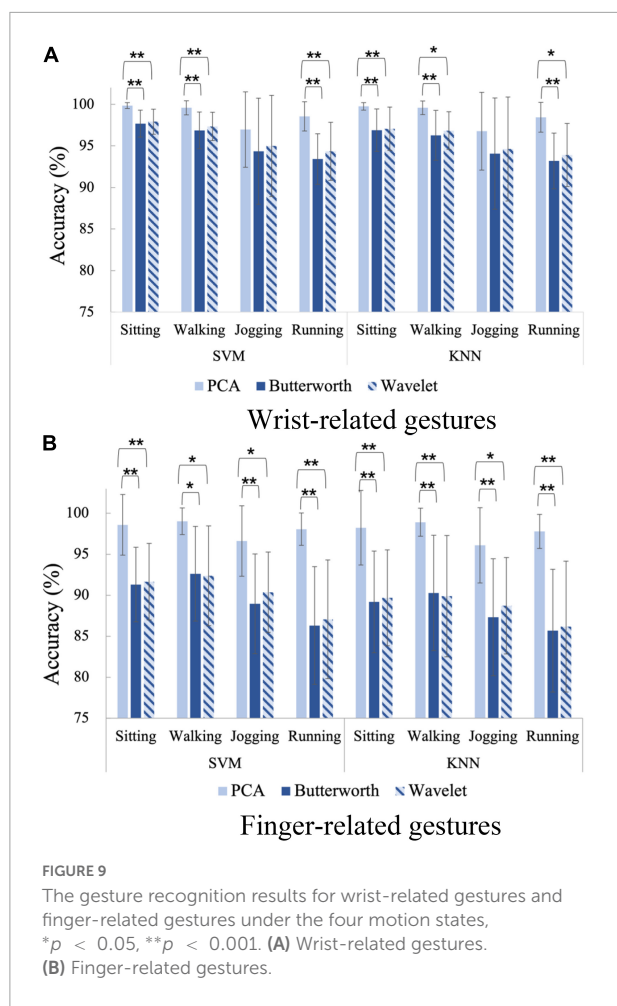 A
** ** ** ** ** *
** ** ** ** ** **
100
95
90
85
80
75
Accuracy (%)
Sitting Walking Jogging Running Sitting Walking Jogging Running
SVM KNN
PCA Butterworth Wavelet
Wrist-related gestures
B
** * * ** ** ** * **
** * ** ** ** ** ** **
100
95
90
85
80
75
Accuracy (%)
Sitting Walking Jogging Running Sitting Walking Jogging Running
SVM KNN
PCA Butterworth Wavelet
Finger-related gestures
FIGURE 9
The gesture recognition results for wrist-related gestures and
finger-related gestures under the four motion states,
*p < 0.05, **p < 0.001. (A) Wrist-related gestures.
(B) Finger-related gestures.